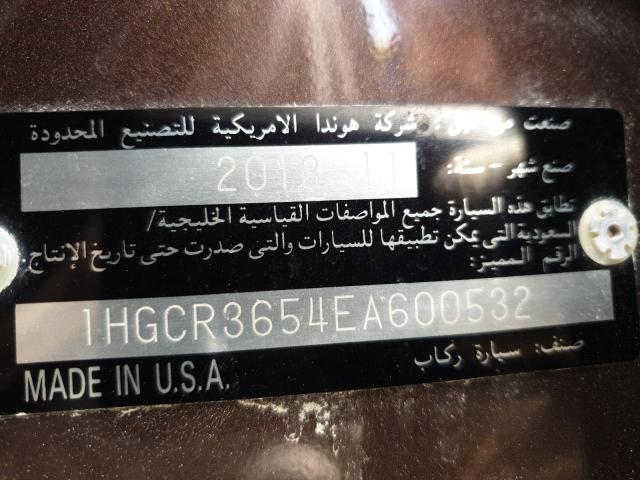 صنعت من قبل : شركة هوندا الامريكية للتصنيع المحدودة
صنع شهر - سنة: 2013 11
تطابق هذه السيارة جميع المواصفات القياسية الخليجية/
السعودية التى يمكن تطبيقها للسيارات والتى صدرت حتى تاريخ الإنتاج.
الرقم المميز:
1HGCR3654EA600532
صنف: سيارة ركاب
MADE IN U.S.A.